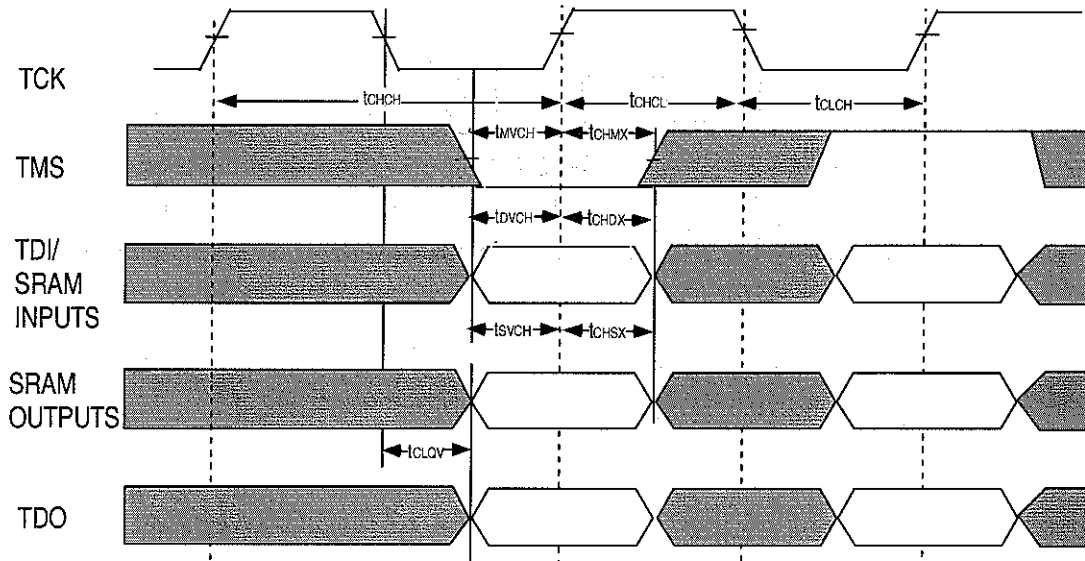 TCK
tCHCH
tCHCL
tCLCH
tMVCH
tCHMX
TMS
tDVCH
tCHDX
TDI/
SRAM
INPUTS
tSVCH
tCHSX
SRAM
OUTPUTS
tCLQV
TDO